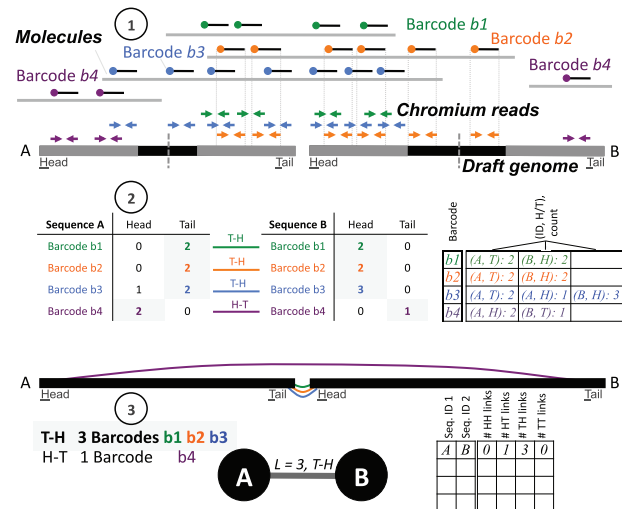 1
Barcode b1
Molecules
Barcode b3
Barcode b2
Barcode b4
Barcode b4
Chromium reads
A
Head
Tail
Head
Tail
B
Draft genome
2
Sequence A Head Tail
Barcode b1 0 2
Barcode b2 0 2
Barcode b3 1 2
Barcode b4 2 0
T-H
T-H
T-H
H-T
Sequence B Head Tail
Barcode b1 2 0
Barcode b2 2 0
Barcode b3 3 0
Barcode b4 0 1
Barcode
(ID, H/T),
count
b1 (A, T): 2 (B, H): 2
b2 (A, T): 2 (B, H): 2
b3 (A, T): 2 (A, H): 1 (B, H): 3
b4 (A, H): 2 (B, T): 1
A
Head
Tail
Head
Tail
B
3
T-H 3 Barcodes b1 b2 b3
H-T 1 Barcode b4
A
L = 3, T-H
B
Seq. ID 1
Seq. ID 2
# HH links
# HT links
# TH links
# TT links
A B 0 1 3 0